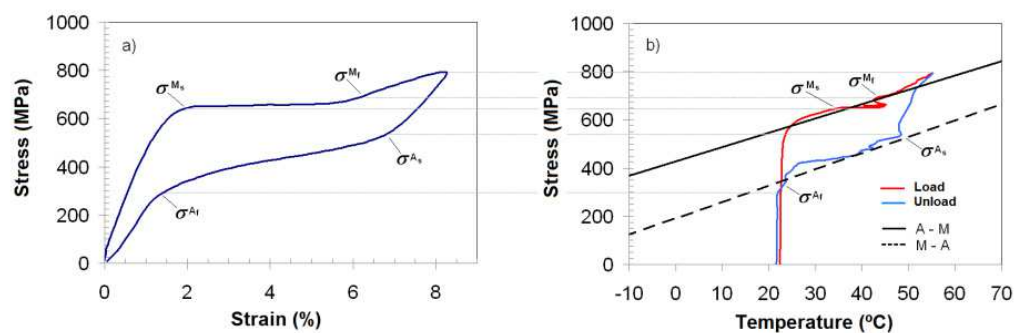 a)
Stress (MPa)
1000
800
600
400
200
0
σMs
σMf
σAs
σAf
0 2 4 6 8
Strain (%)
b)
Stress (MPa)
1000
800
600
400
200
0
σMs
σMf
σAs
σAf
Load
Unload
A - M
M - A
-10 0 10 20 30 40 50 60 70
Temperature (ºC)